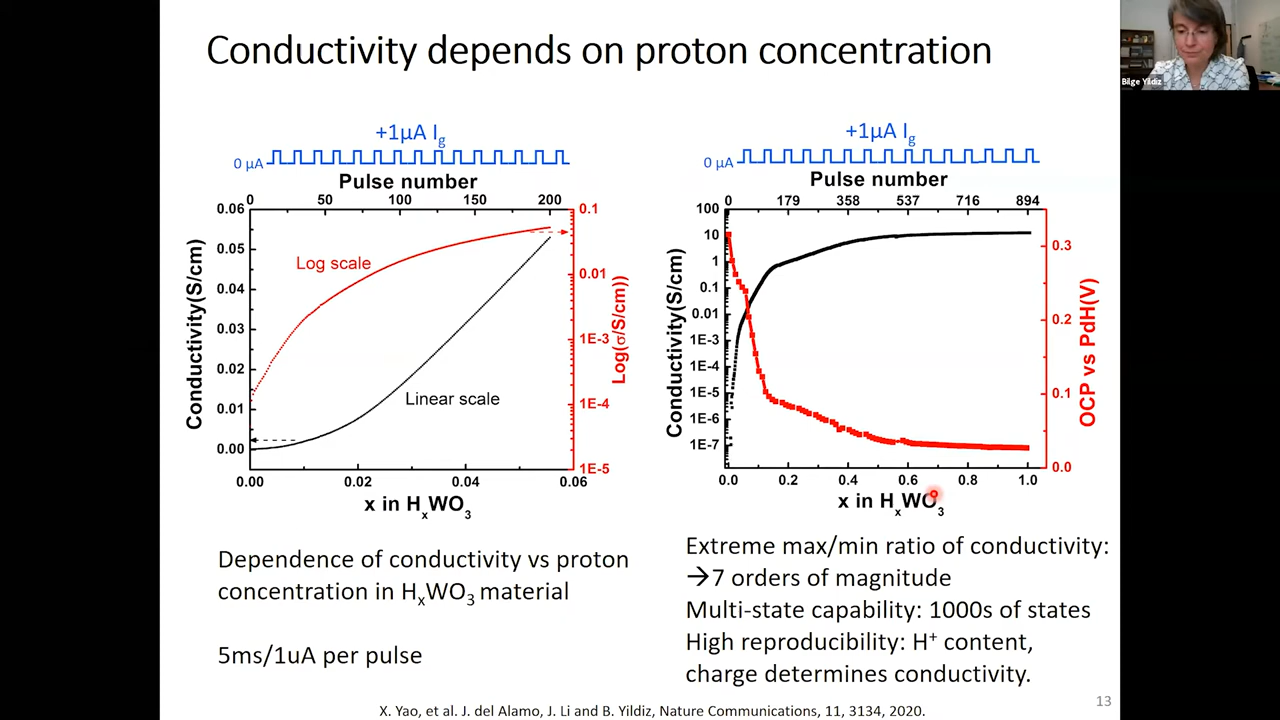 Conductivity depends on proton concentration
Bilge Yildiz
+1µA Ig
0 µA
Pulse number
0 50 100 150 200
0.06
0.05
0.04
0.03
0.02
0.01
0.00
Conductivity(S/cm)
0.1
0.01
1E-3
1E-4
1E-5
Log(σ/S/cm))
Log scale
Linear scale
0.00 0.02 0.04 0.06
x in HxWO3
+1µA Ig
0 µA
Pulse number
0 179 358 537 716 894
100
10
1
0.1
0.01
1E-3
1E-4
1E-5
1E-6
1E-7
Conductivity(S/cm)
0.3
0.2
0.1
0.0
OCP vs PdH(V)
0.0 0.2 0.4 0.6 0.8 1.0
x in HxWO3
Dependence of conductivity vs proton
concentration in HxWO3 material
5ms/1uA per pulse
Extreme max/min ratio of conductivity:
→7 orders of magnitude
Multi-state capability: 1000s of states
High reproducibility: H+ content,
charge determines conductivity.
13
X. Yao, et al. J. del Alamo, J. Li and B. Yildiz, Nature Communications, 11, 3134, 2020.